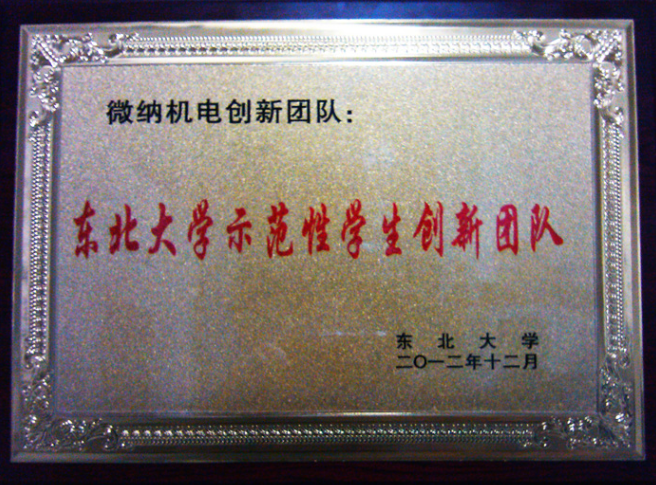 微纳机电创新团队：
东北大学示范性学生创新团队
东北大学
二〇一二年十二月